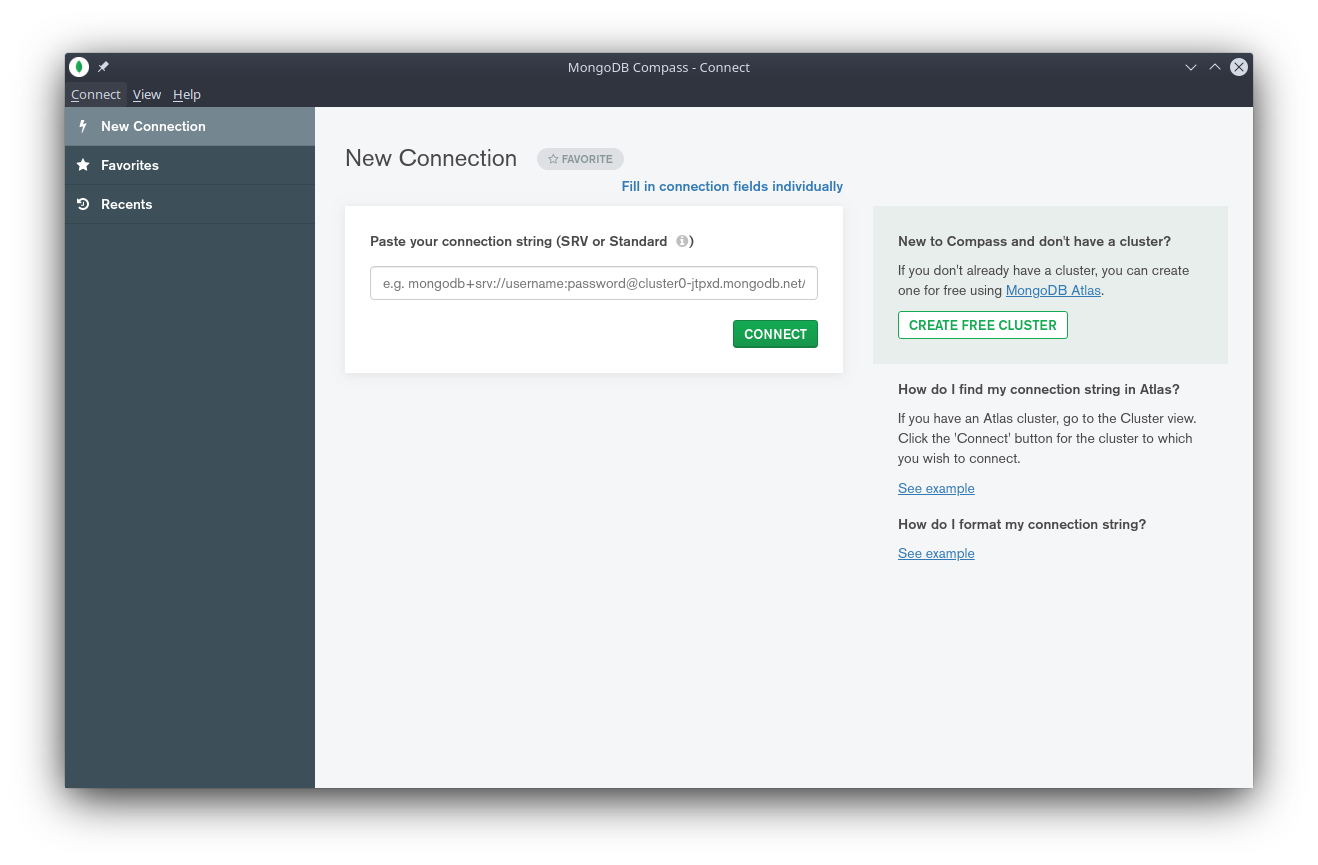 MongoDB Compass - Connect
Connect View Help
New Connection
Favorites
Recents
New Connection
FAVORITE
Fill in connection fields individually
Paste your connection string (SRV or Standard )
e.g. mongodb+srv://username:password@cluster0-jtpxd.mongodb.net/
CONNECT
New to Compass and don't have a cluster?
If you don't already have a cluster, you can create
one for free using MongoDB Atlas.
CREATE FREE CLUSTER
How do I find my connection string in Atlas?
If you have an Atlas cluster, go to the Cluster view.
Click the 'Connect' button for the cluster to which
you wish to connect.
See example
How do I format my connection string?
See example